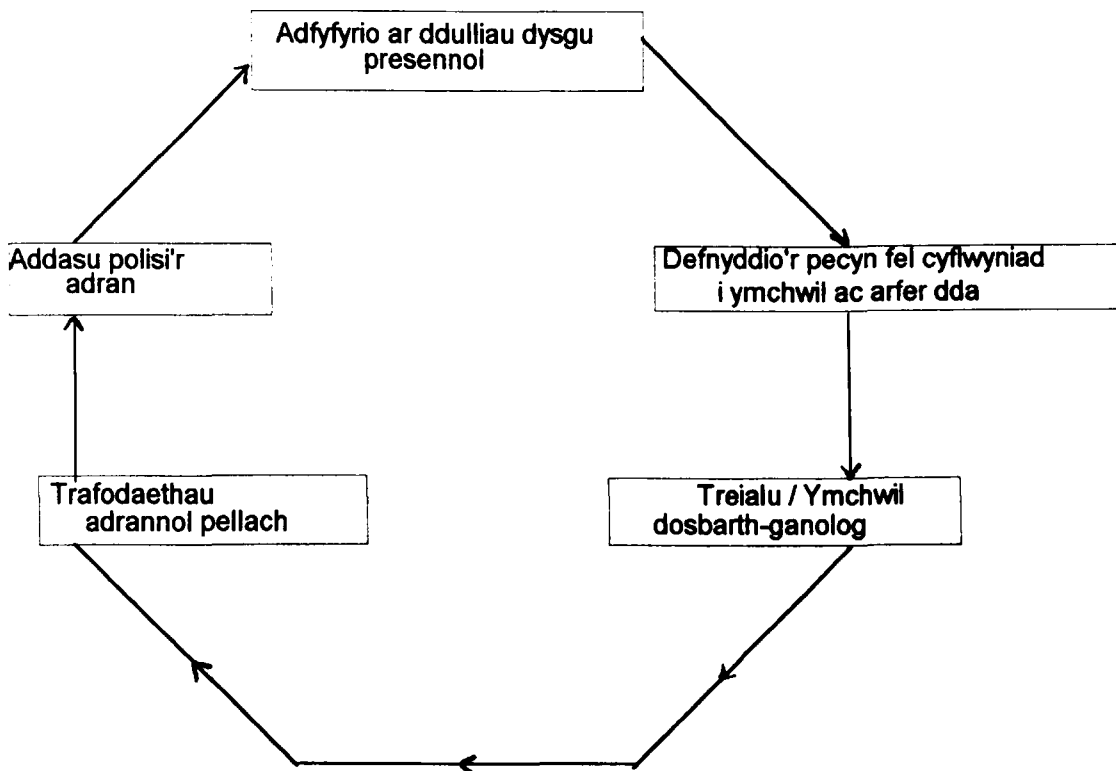 Adfyfyrio ar ddulliau dysgu
presennol
Defnyddio'r pecyn fel cyflwyniad
i ymchwil ac arfer dda
Treialu / Ymchwil
dosbarth-ganolog
Trafodaethau
adrannol pellach
Addasu polisi'r
adran